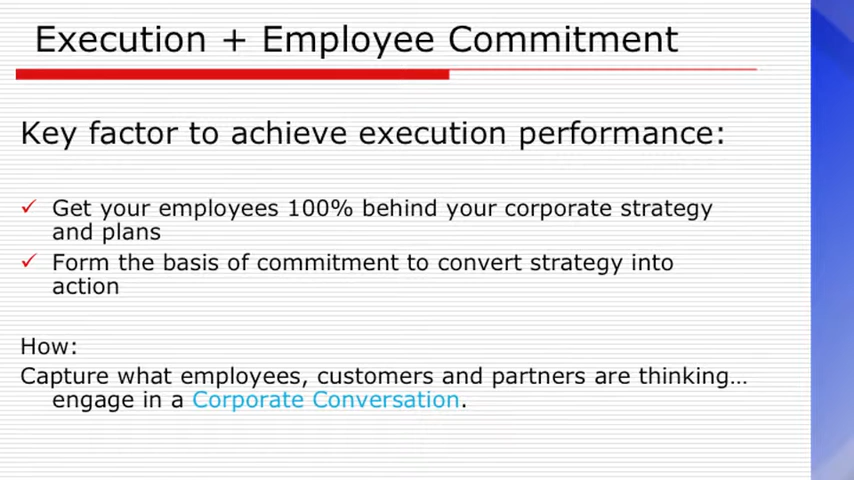 Execution + Employee Commitment
Key factor to achieve execution performance:
✓ Get your employees 100% behind your corporate strategy
and plans
✓ Form the basis of commitment to convert strategy into
action
How:
Capture what employees, customers and partners are thinking…
engage in a Corporate Conversation.